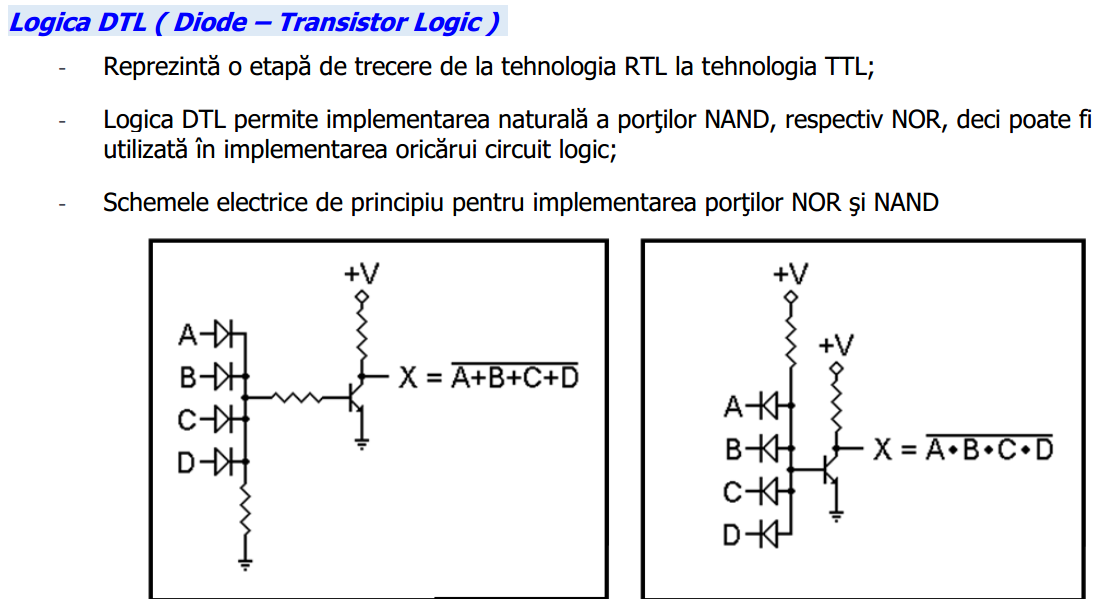 Logica DTL ( Diode – Transistor Logic )
- Reprezintă o etapă de trecere de la tehnologia RTL la tehnologia TTL;
- Logica DTL permite implementarea naturală a porţilor NAND, respectiv NOR, deci poate fi
utilizată în implementarea oricărui circuit logic;
- Schemele electrice de principiu pentru implementarea porţilor NOR şi NAND
+V
A
B
C
D
X = A+B+C+D
+V
+V
A
B
C
D
X = A•B•C•D